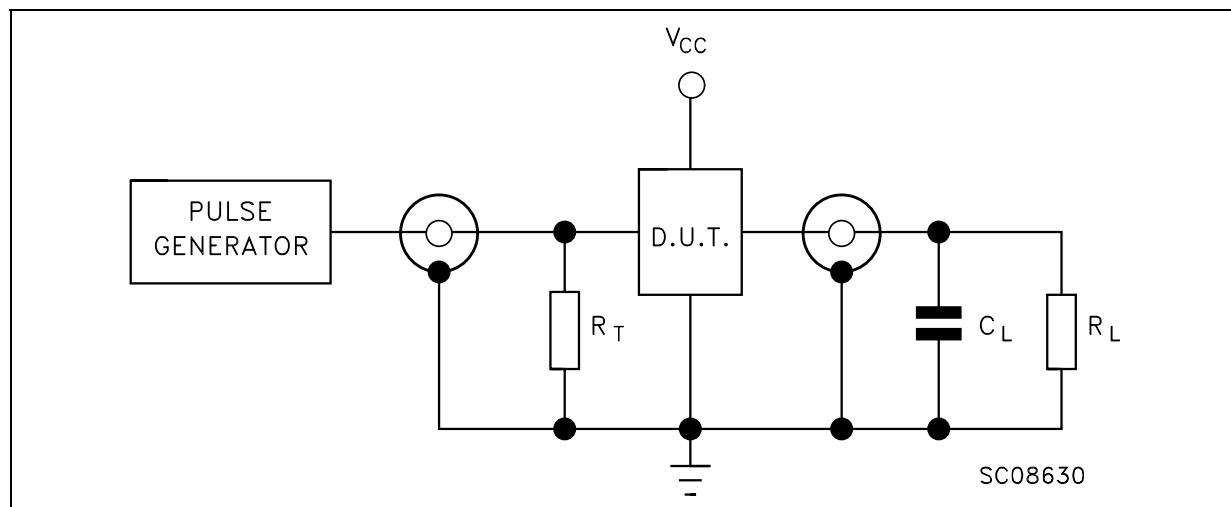 VCC
PULSE
GENERATOR
D.U.T.
RT
CL
RL
SC08630